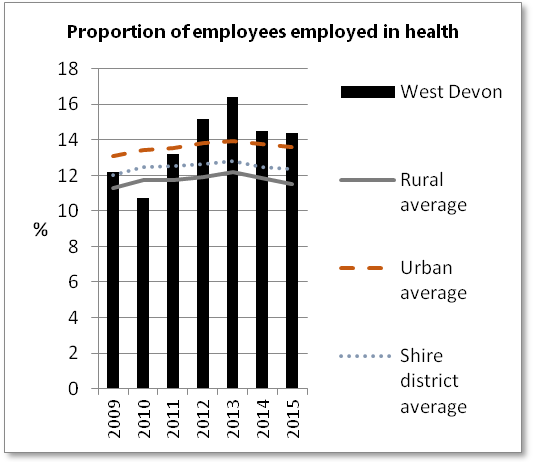 Proportion of employees employed in health
18
16
14
12
10
8
6
4
2
0
%
2009
2010
2011
2012
2013
2014
2015
West Devon
Rural
average
Urban
average
Shire
district
average